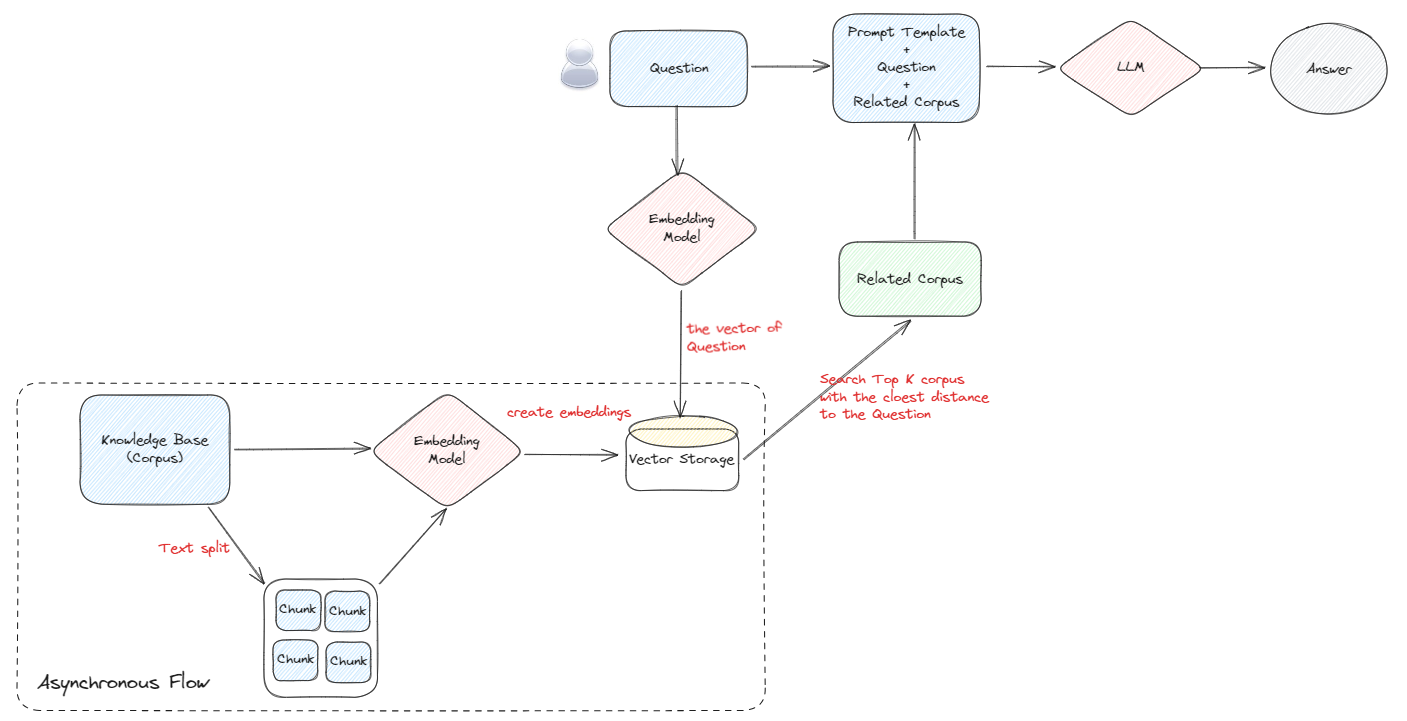 Question
Prompt Template
+
Question
+
Related Corpus
LLM
Answer
Embedding
Model
Related Corpus
the vector of
Question
Search Top K corpus
with the cloest distance
to the Question
Knowledge Base
(Corpus)
Embedding
Model
create embeddings
Vector Storage
Text split
Chunk
Chunk
Chunk
Chunk
Asynchronous Flow